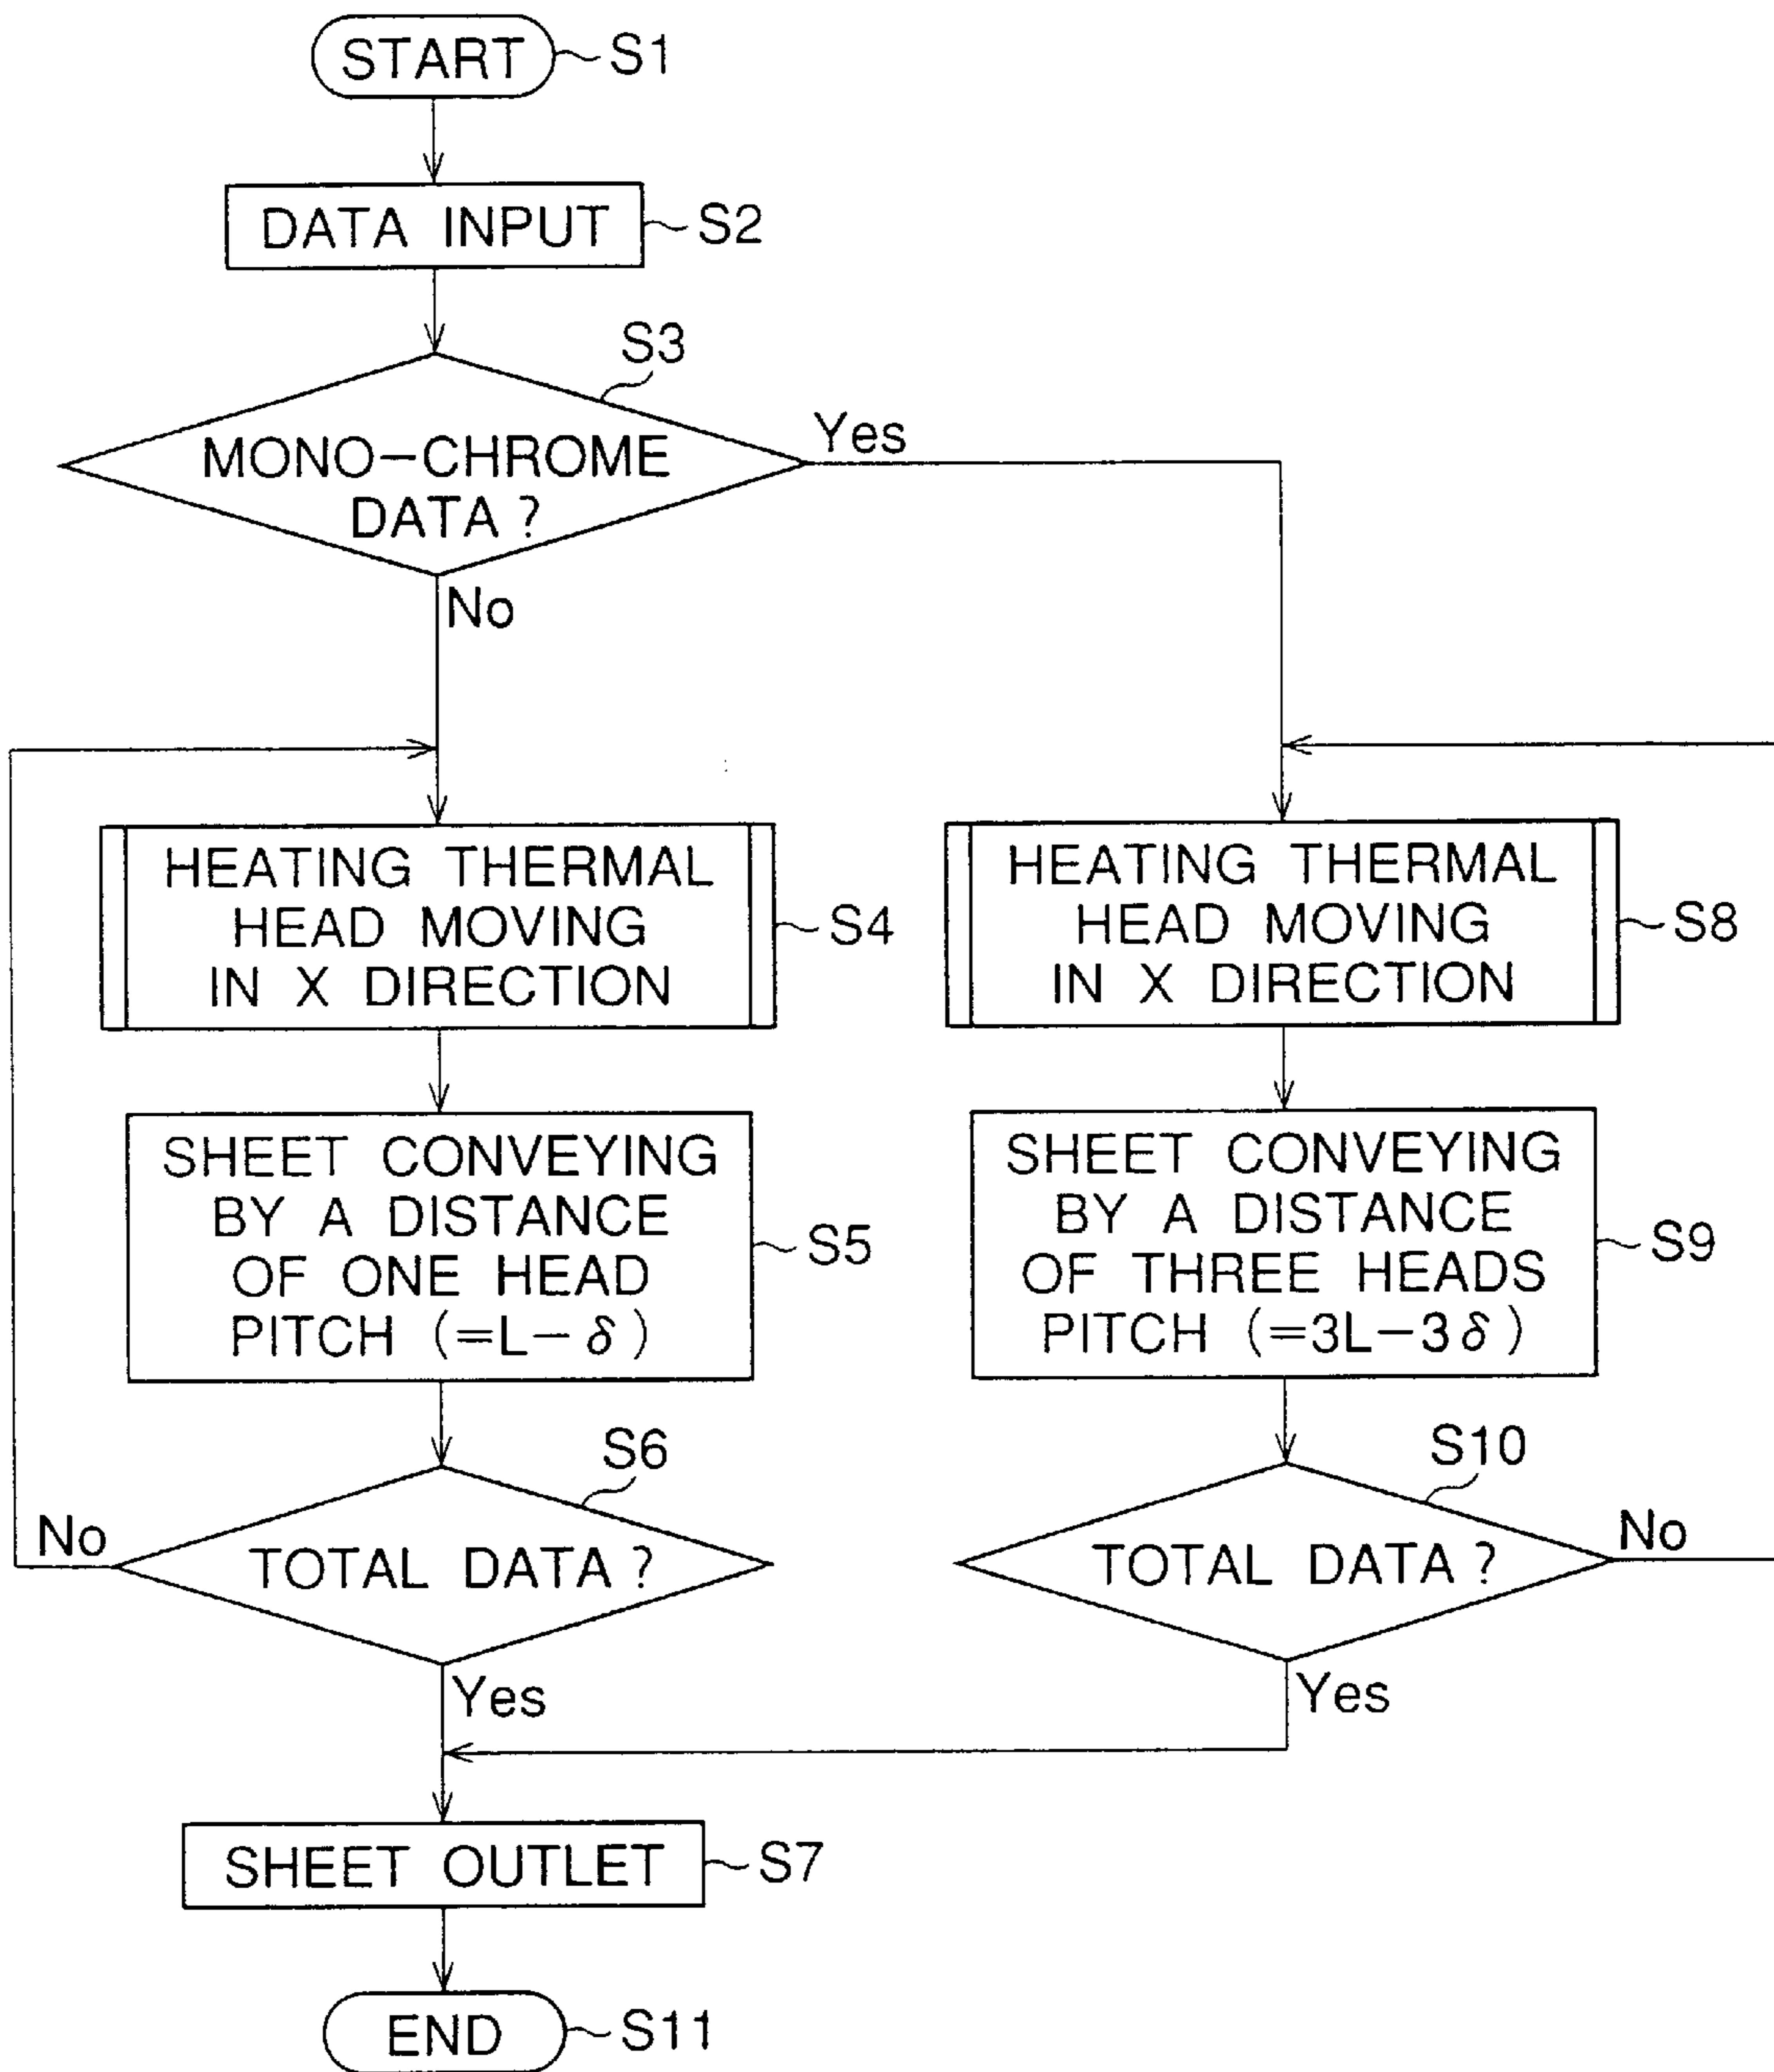 START
S1
DATA INPUT
S2
S3
MONO-CHROME
DATA?
Yes
No
HEATING THERMAL
HEAD MOVING
IN X DIRECTION
S4
HEATING THERMAL
HEAD MOVING
IN X DIRECTION
S8
SHEET CONVEYING
BY A DISTANCE
OF ONE HEAD
PITCH (=L-δ)
S5
SHEET CONVEYING
BY A DISTANCE
OF THREE HEADS
PITCH (=3L-3δ)
S9
S6
No
TOTAL DATA?
Yes
S10
TOTAL DATA?
No
Yes
SHEET OUTLET
S7
END
S11